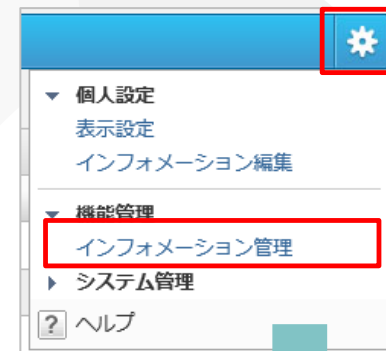 個人設定
表示設定
インフォメーション編集
機能管理
インフォメーション管理
システム管理
? ヘルプ